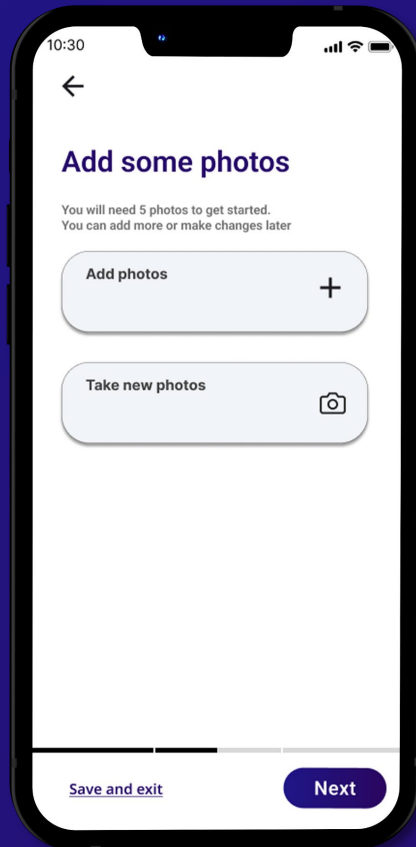 10:30
Add some photos
You will need 5 photos to get started.
You can add more or make changes later
Add photos
Take new photos
Save and exit
Next